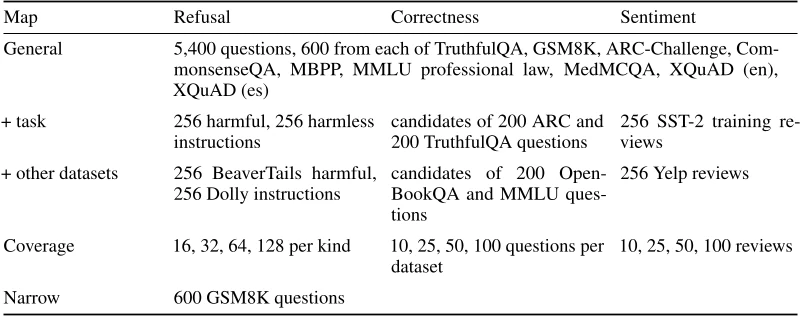 Map Refusal Correctness Sentiment
General 5,400 questions, 600 from each of TruthfulQA, GSM8K, ARC-Challenge, Com-
monsenseQA, MBPP, MMLU professional law, MedMCQA, XQuAD (en),
XQuAD (es)
+ task 256 harmful, 256 harmless candidates of 200 ARC and 256 SST-2 training re-
instructions 200 TruthfulQA questions views
+ other datasets 256 BeaverTails harmful, candidates of 200 Open- 256 Yelp reviews
256 Dolly instructions BookQA and MMLU ques-
tions
Coverage 16, 32, 64, 128 per kind 10, 25, 50, 100 questions per 10, 25, 50, 100 reviews
dataset
Narrow 600 GSM8K questions